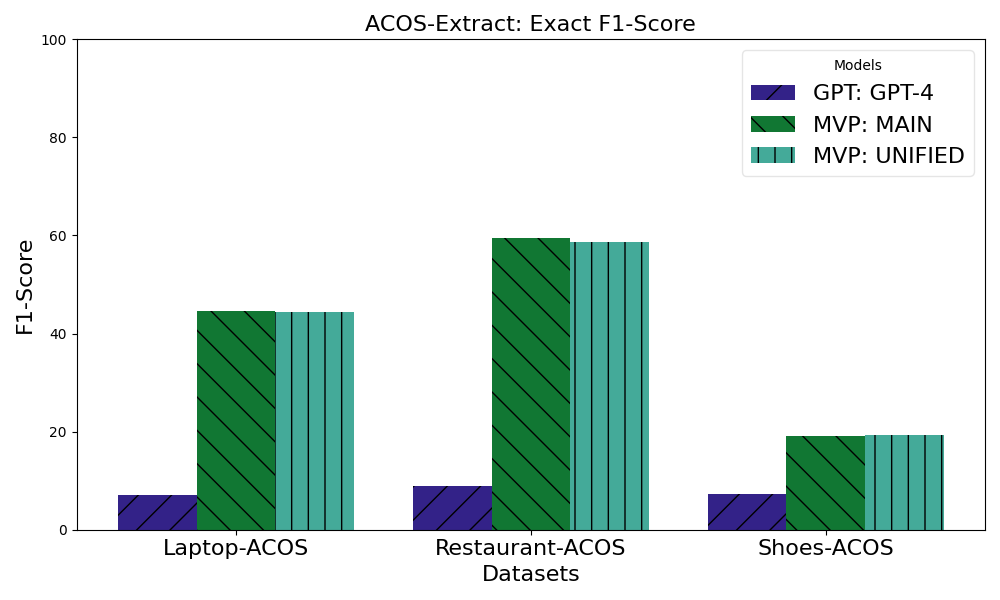 ACOS-Extract: Exact F1-Score
Models
GPT: GPT-4
MVP: MAIN
MVP: UNIFIED
F1-Score
100
80
60
40
20
0
Laptop-ACOS
Restaurant-ACOS
Shoes-ACOS
Datasets